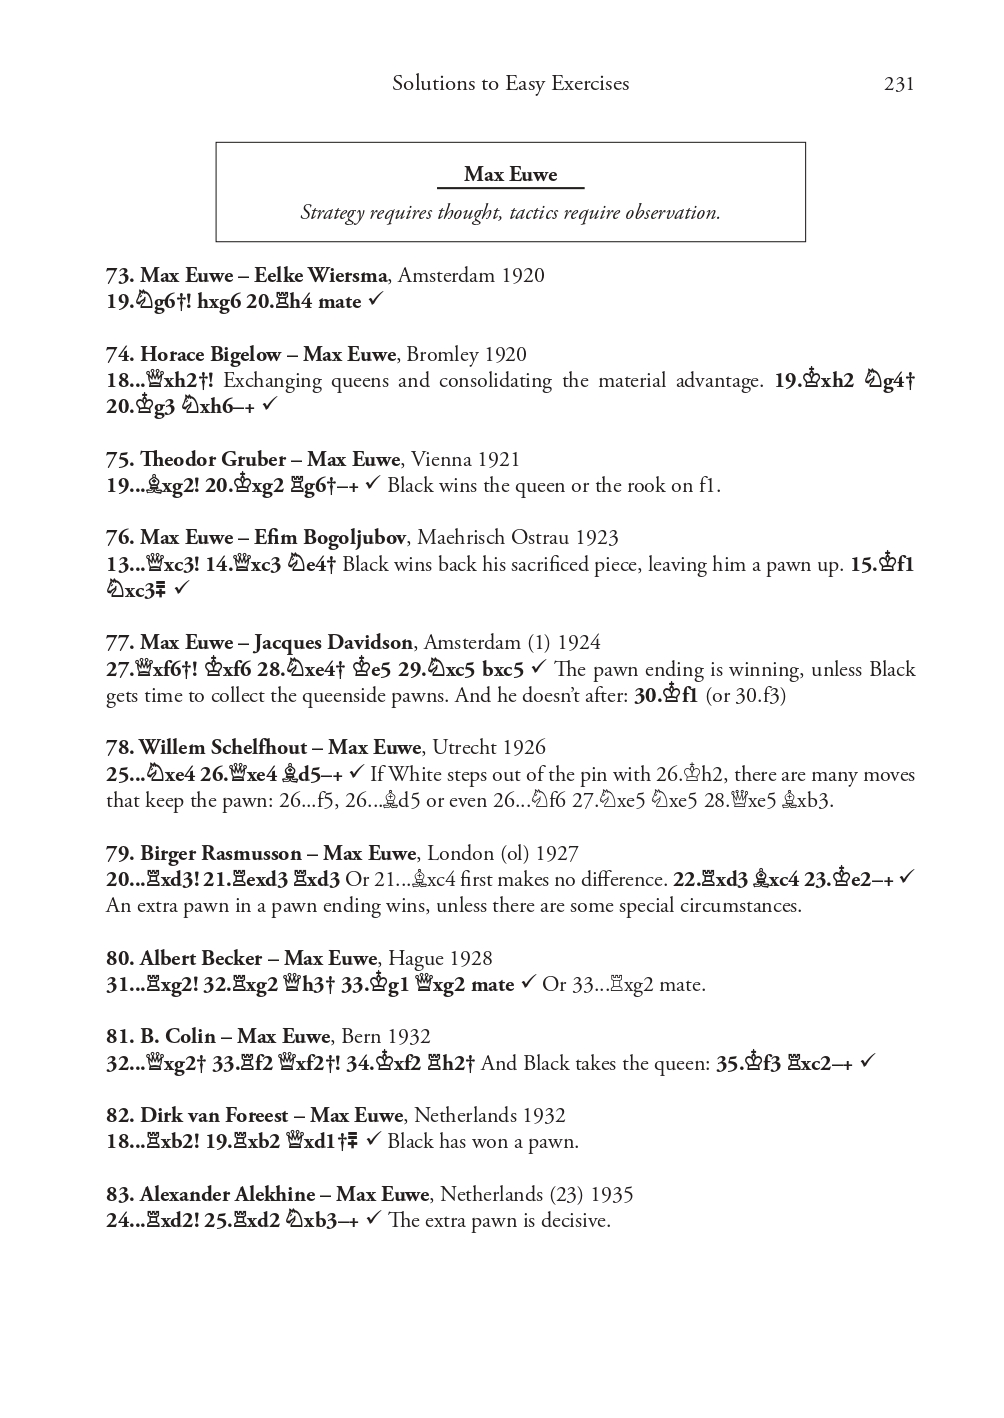 Solutions to Easy Exercises 231
Max Euwe
Strategy requires thought, tactics require observation.
73. Max Euwe – Eelke Wiersma, Amsterdam 1920
19.♘g6†! hxg6 20.♖h4 mate ✓
74. Horace Bigelow – Max Euwe, Bromley 1920
18...♕xh2†! Exchanging queens and consolidating the material advantage. 19.♔xh2 ♘g4†
20.♔g3 ♘xh6–+ ✓
75. Theodor Gruber – Max Euwe, Vienna 1921
19...♗xg2! 20.♔xg2 ♖g6†–+ ✓ Black wins the queen or the rook on f1.
76. Max Euwe – Efim Bogoljubov, Maehrisch Ostrau 1923
13...♕xc3! 14.♕xc3 ♘e4† Black wins back his sacrificed piece, leaving him a pawn up. 15.♔f1
♘xc3∓ ✓
77. Max Euwe – Jacques Davidson, Amsterdam (1) 1924
27.♕xf6†! ♔xf6 28.♘xe4† ♔e5 29.♘xc5 bxc5 ✓ The pawn ending is winning, unless Black
gets time to collect the queenside pawns. And he doesn’t after: 30.♔f1 (or 30.f3)
78. Willem Schelfhout – Max Euwe, Utrecht 1926
25...♘xe4 26.♕xe4 ♗d5–+ ✓ If White steps out of the pin with 26.♔h2, there are many moves
that keep the pawn: 26...f5, 26...♗d5 or even 26...♘f6 27.♘xe5 ♘xe5 28.♕xe5 ♗xb3.
79. Birger Rasmusson – Max Euwe, London (ol) 1927
20...♖xd3! 21.♖exd3 ♖xd3 Or 21...♗xc4 first makes no difference. 22.♖xd3 ♗xc4 23.♔e2–+ ✓
An extra pawn in a pawn ending wins, unless there are some special circumstances.
80. Albert Becker – Max Euwe, Hague 1928
31...♖xg2! 32.♖xg2 ♕h3† 33.♔g1 ♕xg2 mate ✓ Or 33...♖xg2 mate.
81. B. Colin – Max Euwe, Bern 1932
32...♕xg2† 33.♖f2 ♕xf2†! 34.♔xf2 ♖h2† And Black takes the queen: 35.♔f3 ♖xc2–+ ✓
82. Dirk van Foreest – Max Euwe, Netherlands 1932
18...♖xb2! 19.♖xb2 ♕xd1†∓ ✓ Black has won a pawn.
83. Alexander Alekhine – Max Euwe, Netherlands (23) 1935
24...♖xd2! 25.♖xd2 ♘xb3–+ ✓ The extra pawn is decisive.